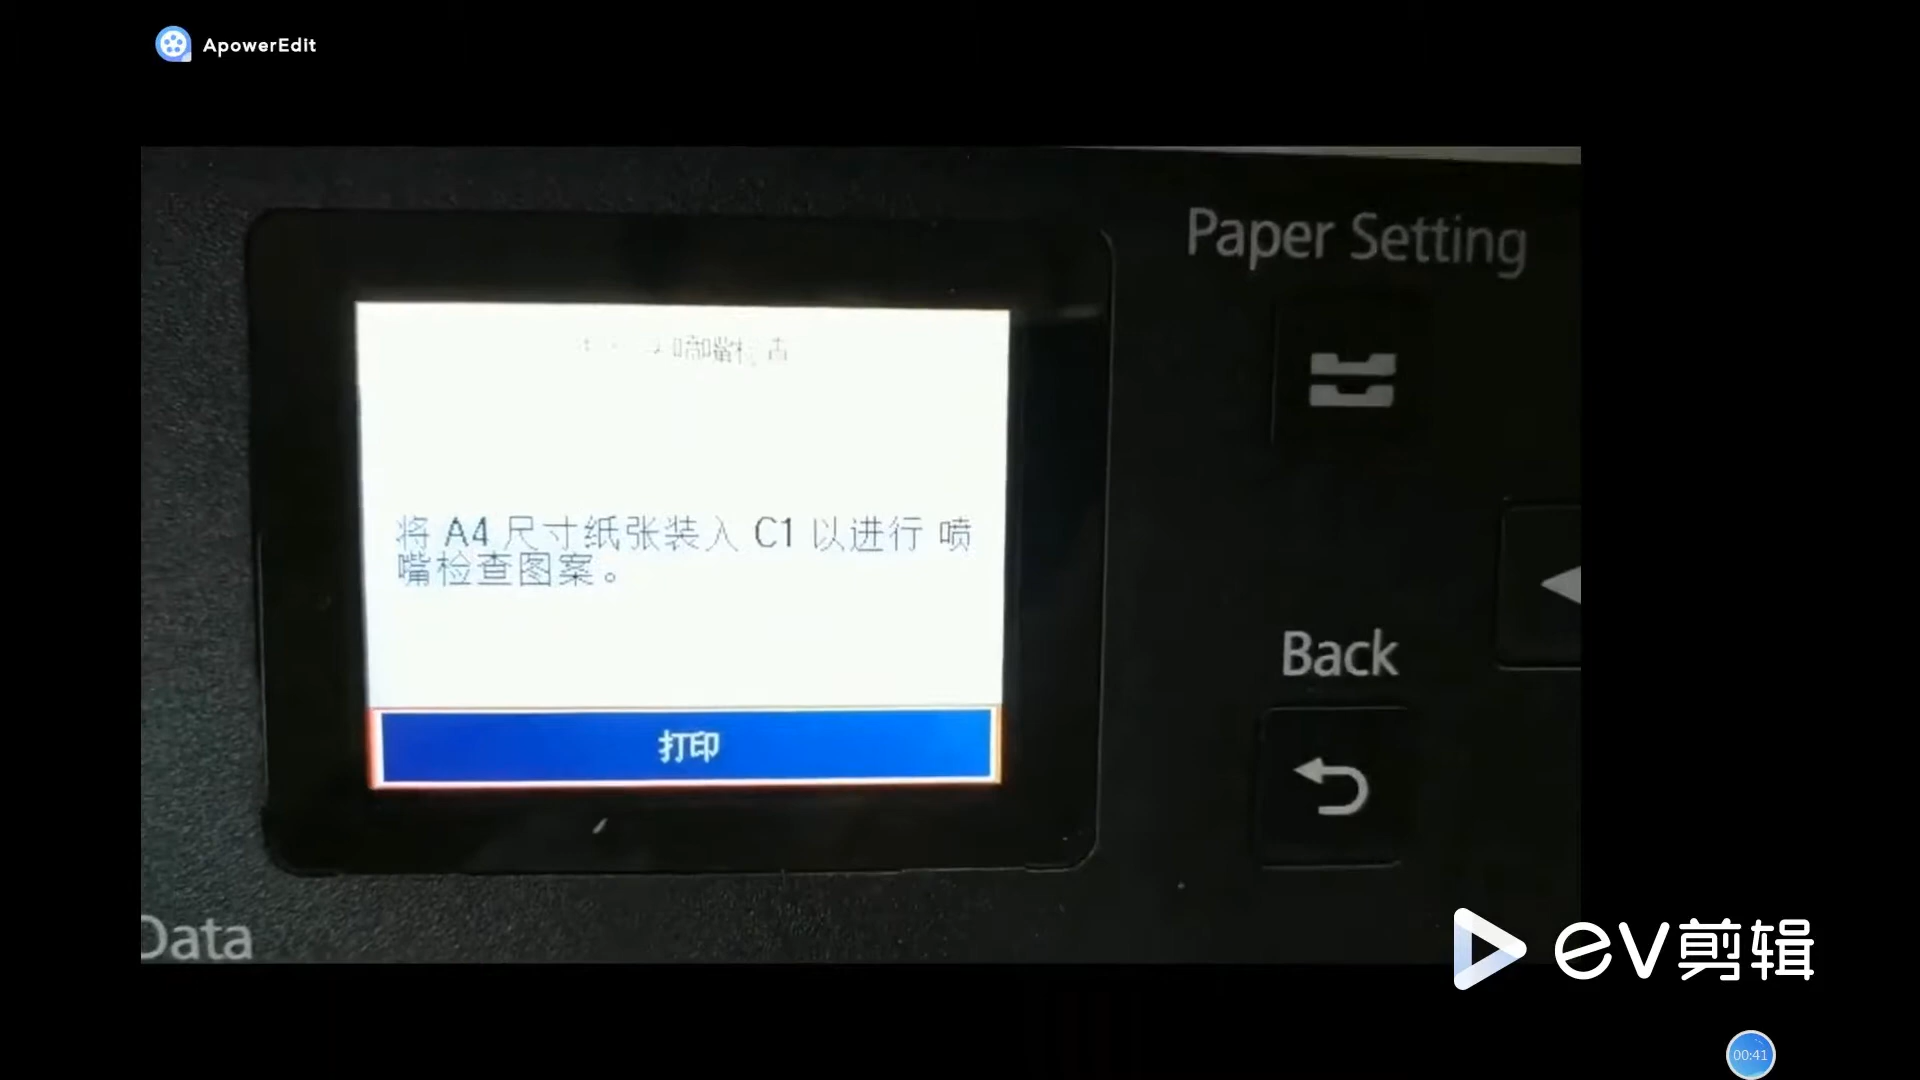 ApowerEdit
Paper Setting
喷嘴检查
将 A4 尺寸纸张装入 C1 以进行 喷
嘴检查图案。
打印
Back
Data
ev剪辑
00:41